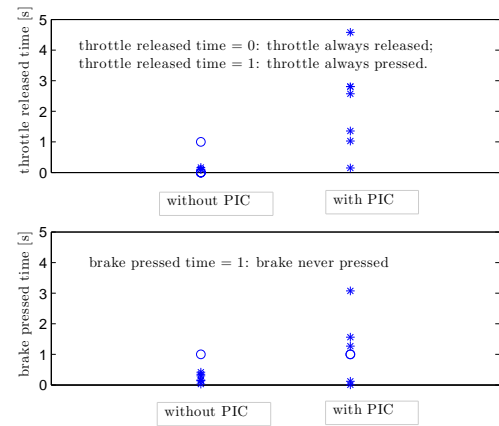 throttle released time [s]
5
4
3
2
1
0
throttle released time = 0: throttle always released;
throttle released time = 1: throttle always pressed.
without PIC
with PIC
brake pressed time [s]
5
4
3
2
1
0
brake pressed time = 1: brake never pressed
without PIC
with PIC